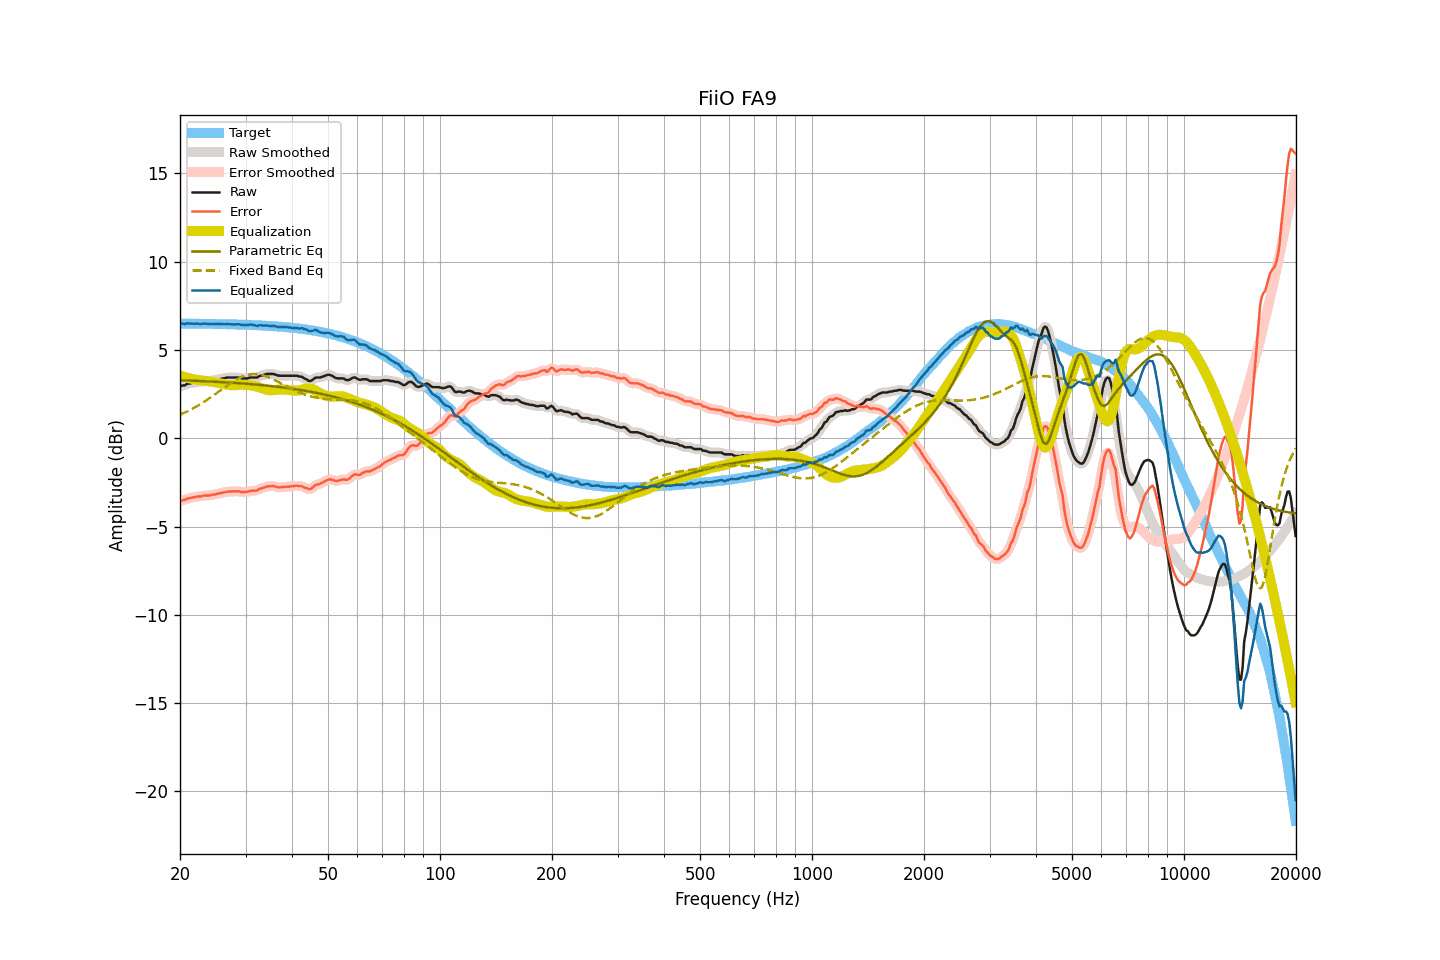 FiiO FA9
Target
Raw Smoothed
Error Smoothed
Raw
Error
Equalization
Parametric Eq
Fixed Band Eq
Equalized
15
10
5
0
−5
−10
−15
−20
Amplitude (dBr)
20
50
100
200
500
1000
2000
5000
10000
20000
Frequency (Hz)